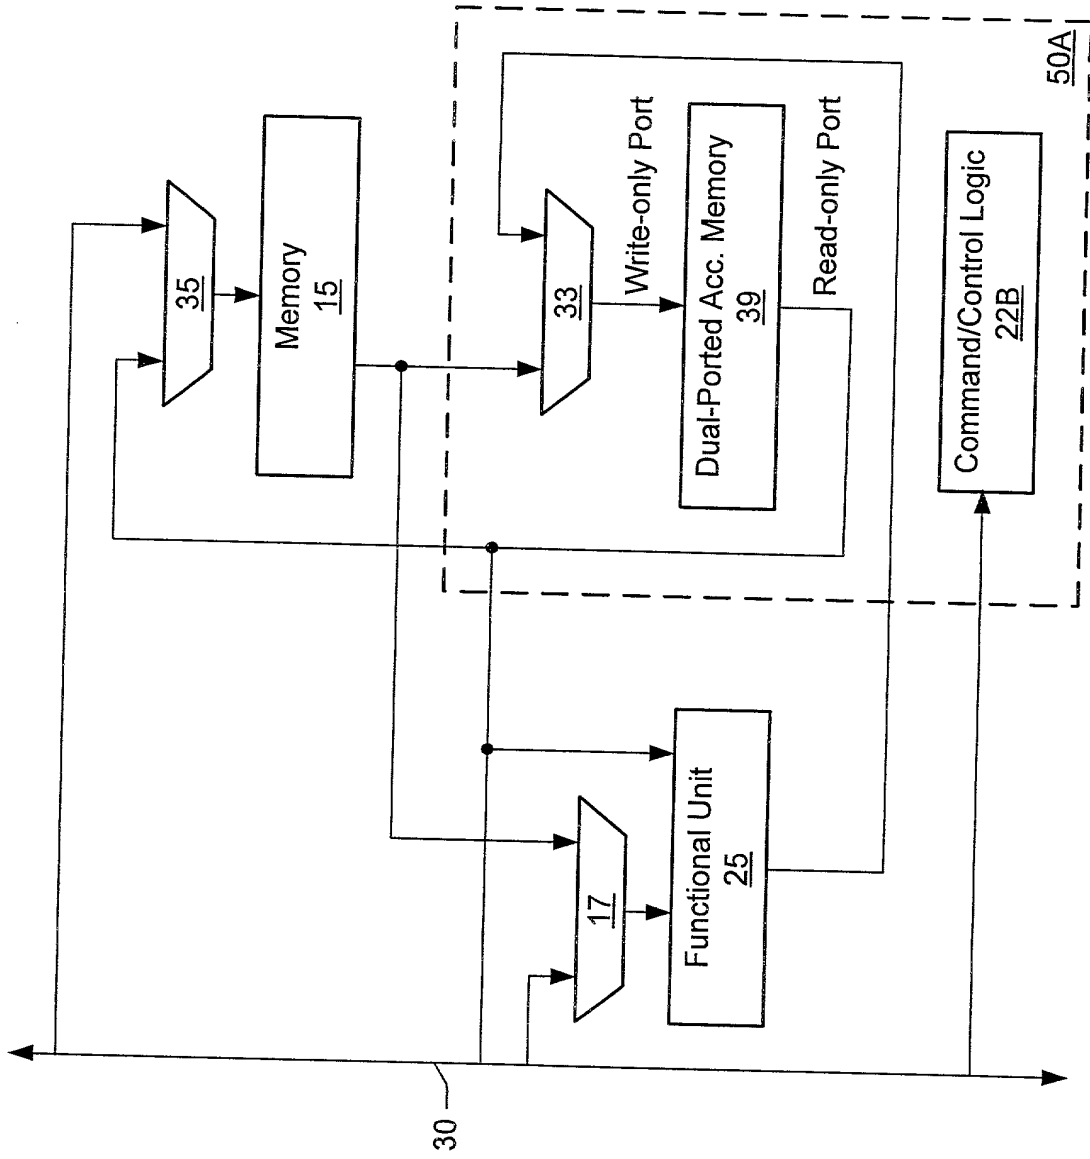 35
Memory
15
33
Write-only Port
Dual-Ported Acc. Memory
39
Read-only Port
Command/Control Logic
22B
50A
17
Functional Unit
25
30